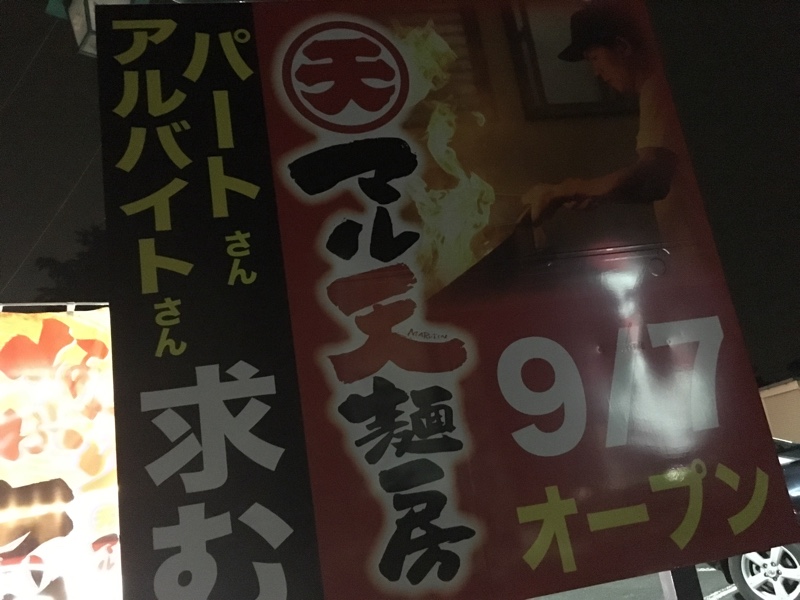 パートさん
アルバイトさん
求む
天
マル天麺房
9/7
オープン